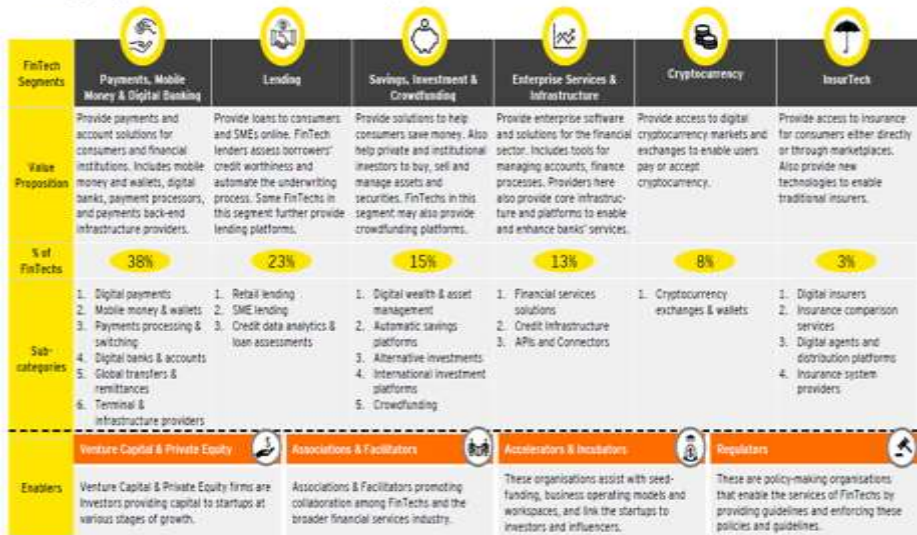 FinTech
Segments
Payments, Mobile
Money & Digital Banking
Lending
Savings, Investment &
Crowdfunding
Enterprise Services &
Infrastructure
Cryptocurrency
InsurTech
Value
Proposition
Provide payments and
account solutions for
consumers and financial
institutions. Includes mobile
money and wallets, digital
banks, payment processors,
and payments back-end
infrastructure providers.
Provide loans to consumers
and SMEs online. FinTech
lenders assess borrowers'
credit worthiness and
automate the underwriting
process. Some FinTechs in
this segment further provide
lending platforms.
Provide solutions to help
consumers save money. Also
help private and institutional
investors to buy, sell and
manage assets and
securities. FinTechs in this
segment may also provide
crowdfunding platforms.
Provide enterprise software
and solutions for the financial
sector. Includes tools for
managing accounts, finance
processes. Providers here
also provide core infrastruc-
ture and platforms to enable
and enhance banks' services.
Provide access to digital
cryptocurrency markets and
exchanges to enable users
pay or accept
cryptocurrency.
Provide access to insurance
for consumers either directly
or through marketplaces.
Also provide new
technologies to enable
traditional insurers.
% of
FinTechs
38%
23%
15%
13%
8%
3%
Sub-
categories
1. Digital payments
2. Mobile money & wallets
3. Payments processing &
switching
4. Digital banks & accounts
5. Global transfers &
remittances
6. Terminal &
infrastructure providers
1. Retail lending
2. SME lending
3. Credit data analytics &
loan assessments
1. Digital wealth & asset
management
2. Automatic savings
platforms
3. Alternative investments
4. International investment
platforms
5. Crowdfunding
1. Financial services
solutions
2. Credit Infrastructure
3. APIs and Connectors
1. Cryptocurrency
exchanges & wallets
1. Digital insurers
2. Insurance comparison
services
3. Digital agents and
distribution platforms
4. Insurance system
providers
Enablers
Venture Capital & Private Equity
Venture Capital & Private Equity firms are
Investors providing capital to startups at
various stages of growth.
Associations & Facilitators
Associations & Facilitators promoting
collaboration among FinTechs and the
broader financial services industry.
Accelerators & Incubators
These organisations assist with seed-
funding, business operating models and
workspaces, and link the startups to
investors and influencers.
Regulators
These are policy-making organisations
that enable the services of FinTechs by
providing guidelines and enforcing these
policies and guidelines.